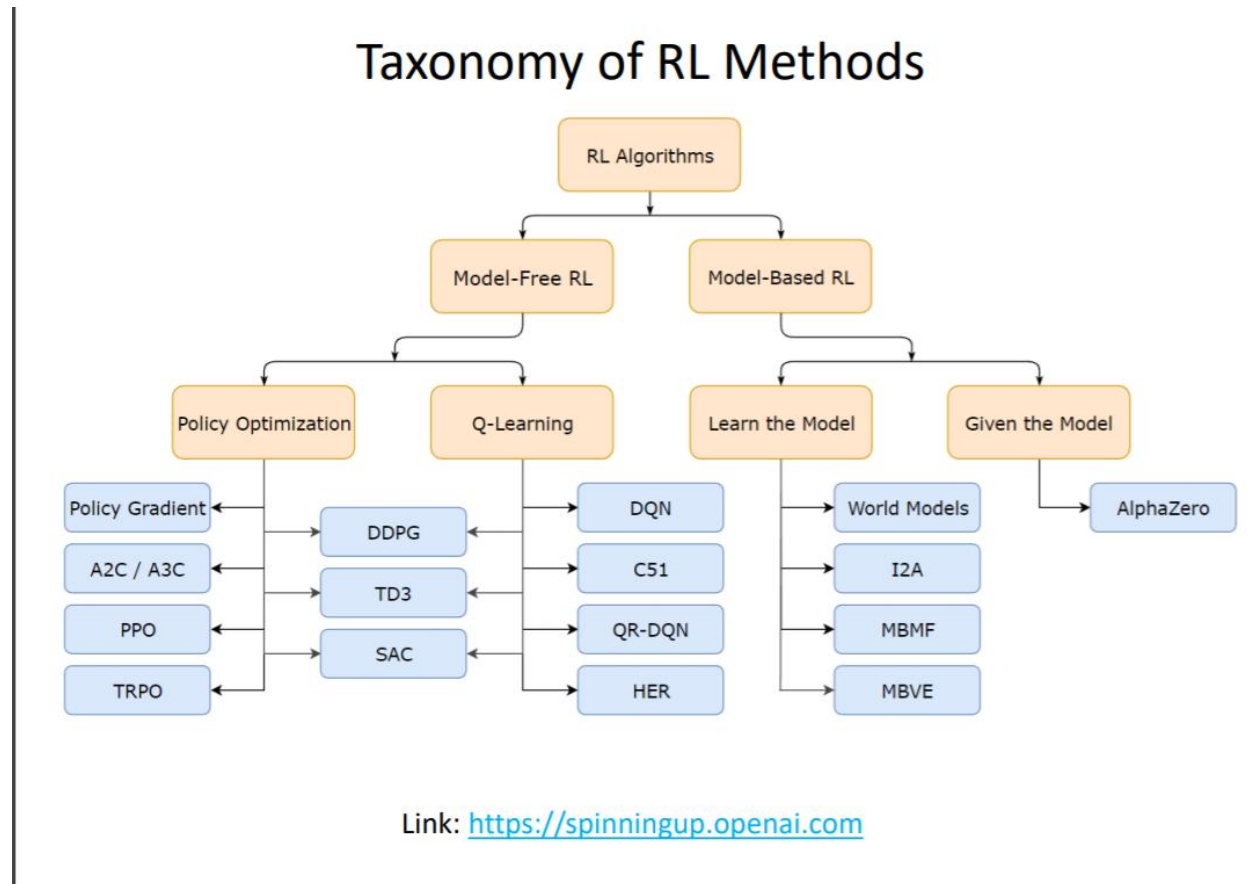 Taxonomy of RL Methods
RL Algorithms
Model-Free RL
Model-Based RL
Policy Optimization
Q-Learning
Learn the Model
Given the Model
Policy Gradient
A2C / A3C
PPO
TRPO
DDPG
TD3
SAC
DQN
C51
QR-DQN
HER
World Models
I2A
MBMF
MBVE
AlphaZero
Link: https://spinningup.openai.com